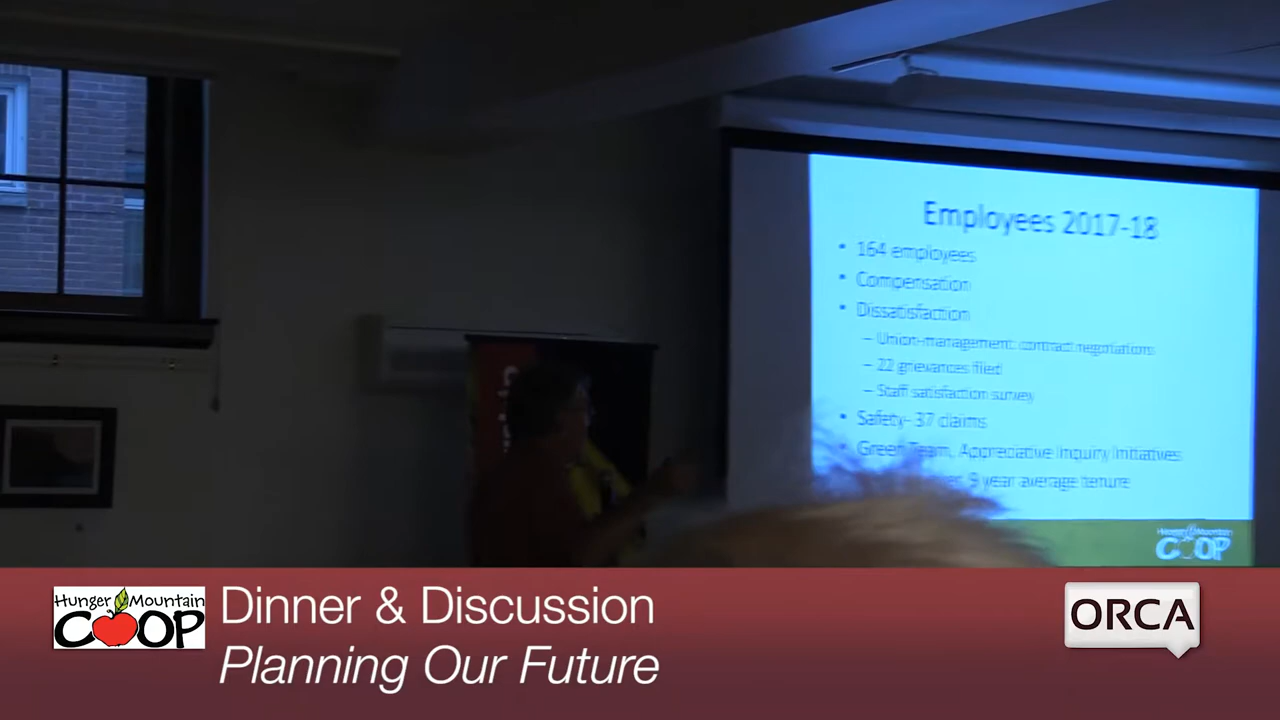 Employees 2017-18
• 164 employees
• Compensation
• Dissatisfaction
– Union-management: contract negotiations
– 22 grievances filed
– Staff satisfaction survey
• Safety- 37 claims
• Green Team, Appreciative Inquiry Initiatives
9 year average tenure
Hunger Mountain
COOP
Hunger Mountain
COOP
Dinner & Discussion
Planning Our Future
ORCA